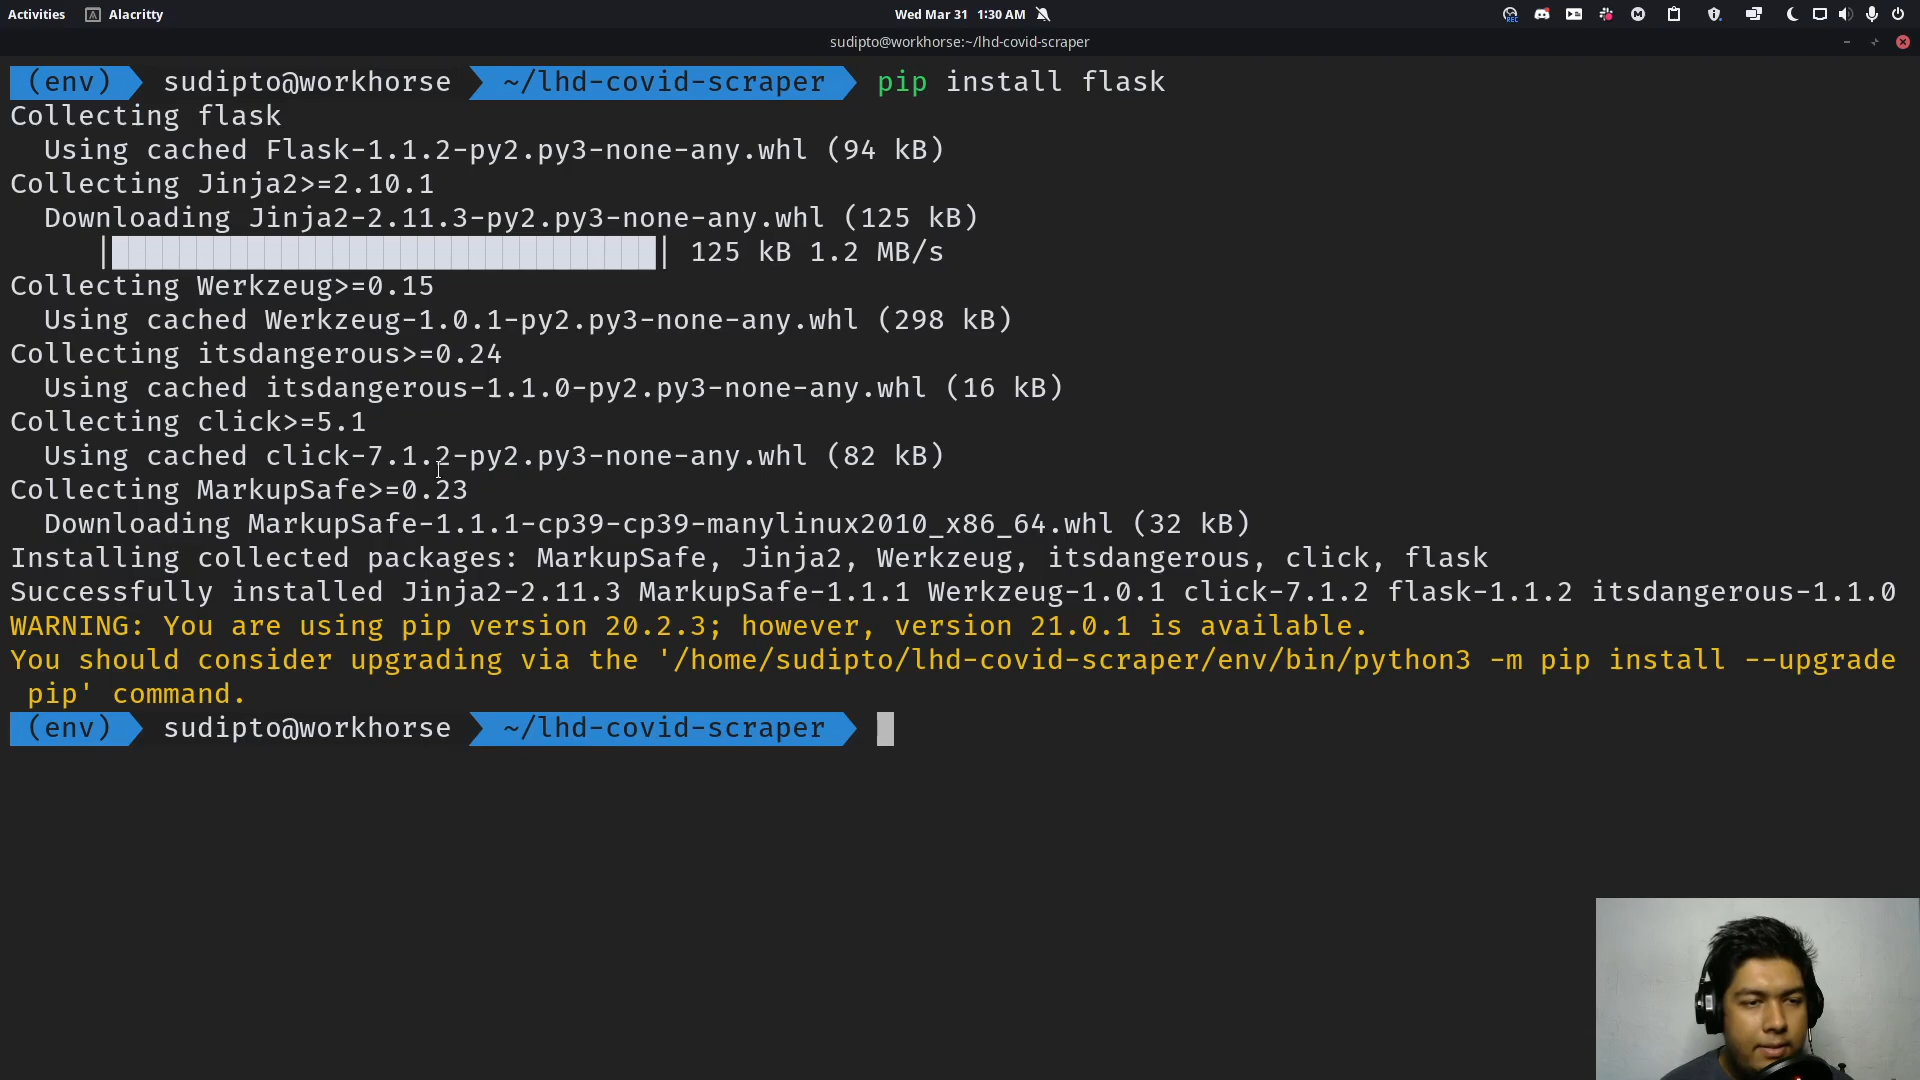 Activities Alacritty Wed Mar 31 1:30 AM
sudipto@workhorse:~/lhd-covid-scraper
(env) sudipto@workhorse ~/lhd-covid-scraper pip install flask
Collecting flask
Using cached Flask-1.1.2-py2.py3-none-any.whl (94 kB)
Collecting Jinja2>=2.10.1
Downloading Jinja2-2.11.3-py2.py3-none-any.whl (125 kB)
|████████████████████████████████| 125 kB 1.2 MB/s
Collecting Werkzeug>=0.15
Using cached Werkzeug-1.0.1-py2.py3-none-any.whl (298 kB)
Collecting itsdangerous>=0.24
Using cached itsdangerous-1.1.0-py2.py3-none-any.whl (16 kB)
Collecting click>=5.1
Using cached click-7.1.2-py2.py3-none-any.whl (82 kB)
Collecting MarkupSafe>=0.23
Downloading MarkupSafe-1.1.1-cp39-cp39-manylinux2010_x86_64.whl (32 kB)
Installing collected packages: MarkupSafe, Jinja2, Werkzeug, itsdangerous, click, flask
Successfully installed Jinja2-2.11.3 MarkupSafe-1.1.1 Werkzeug-1.0.1 click-7.1.2 flask-1.1.2 itsdangerous-1.1.0
WARNING: You are using pip version 20.2.3; however, version 21.0.1 is available.
You should consider upgrading via the '/home/sudipto/lhd-covid-scraper/env/bin/python3 -m pip install --upgrade
pip' command.
(env) sudipto@workhorse ~/lhd-covid-scraper